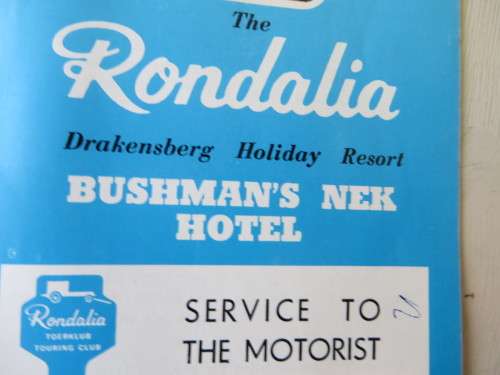 The
Rondalia
Drakensberg Holiday Resort
BUSHMAN'S NEK
HOTEL
Rondalia
TOERKLUB
TOURING CLUB
SERVICE TO
THE MOTORIST